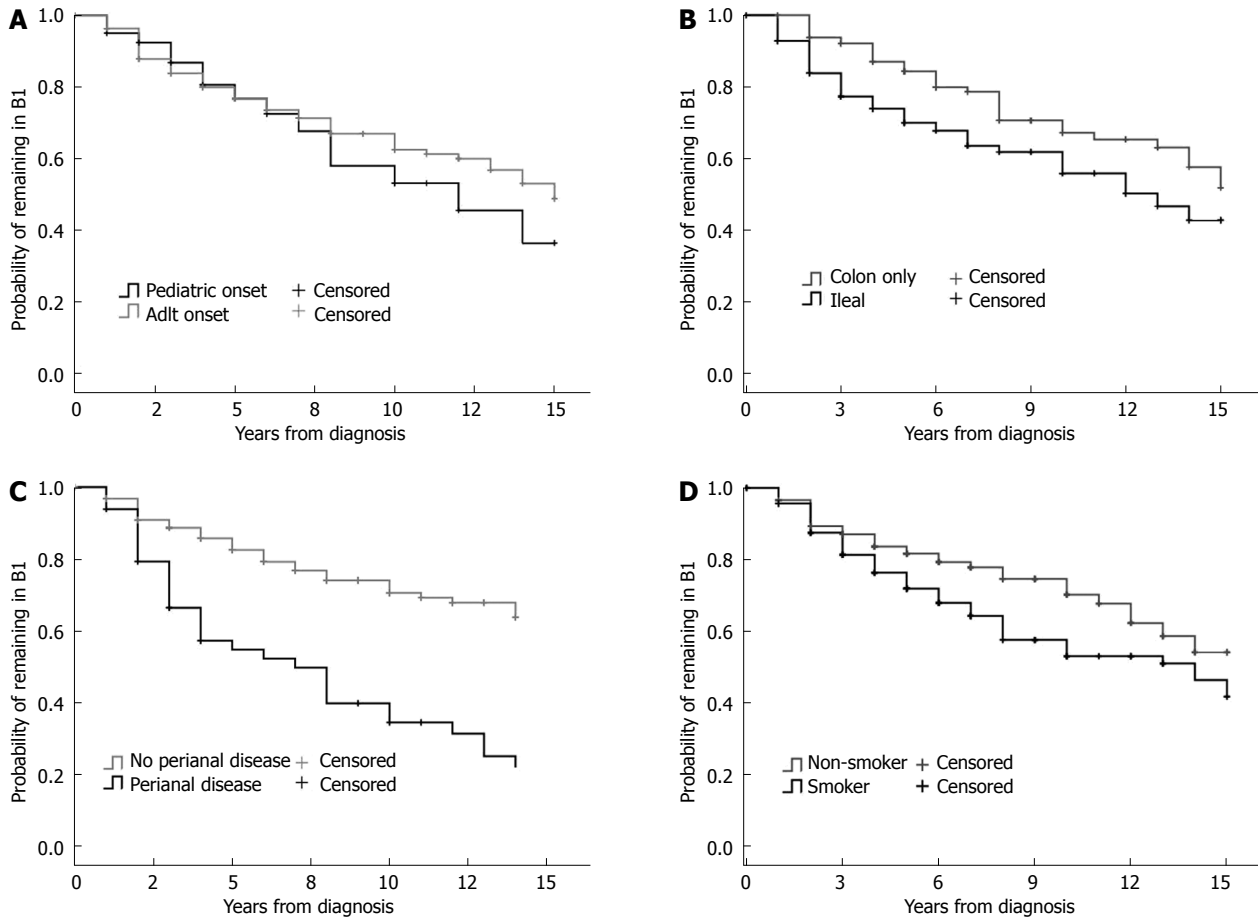 A
Probability of remaining in B1
1.0
0.8
0.6
0.4
0.2
0.0
Pediatric onset Censored
Adlt onset Censored
0 2 5 8 10 15
Years from diagnosis
B
Probability of remaining in B1
1.0
0.8
0.6
0.4
0.2
0.0
Colon only Censored
Ileal Censored
0 3 6 9 12 15
Years from diagnosis
C
Probability of remaining in B1
1.0
0.8
0.6
0.4
0.2
0.0
No perianal disease Censored
Perianal disease Censored
0 2 5 8 10 15
Years from diagnosis
D
Probability of remaining in B1
1.0
0.8
0.6
0.4
0.2
0.0
Non-smoker Censored
Smoker Censored
0 3 6 9 12 15
Years from diagnosis